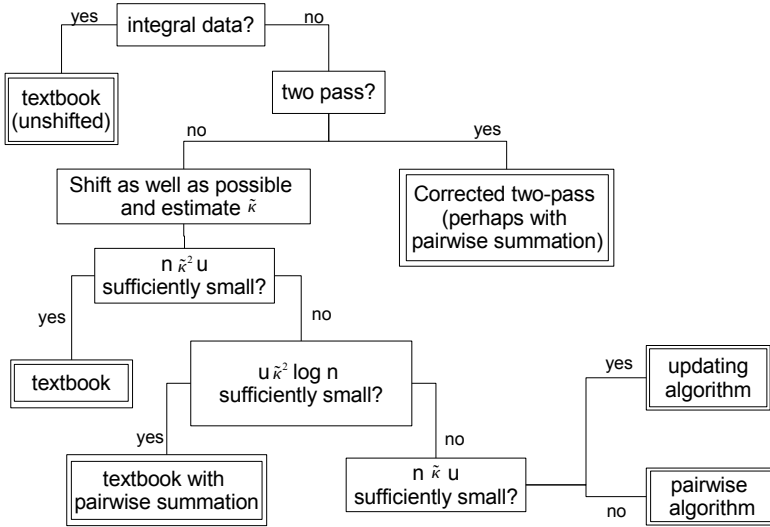 yes
integral data?
no
textbook
(unshifted)
two pass?
no
yes
Shift as well as possible
and estimate κ̃
Corrected two-pass
(perhaps with
pairwise summation)
n κ̃² u
sufficiently small?
yes
no
textbook
u κ̃² log n
sufficiently small?
yes
updating
algorithm
yes
no
textbook with
pairwise summation
n κ̃ u
sufficiently small?
no
pairwise
algorithm